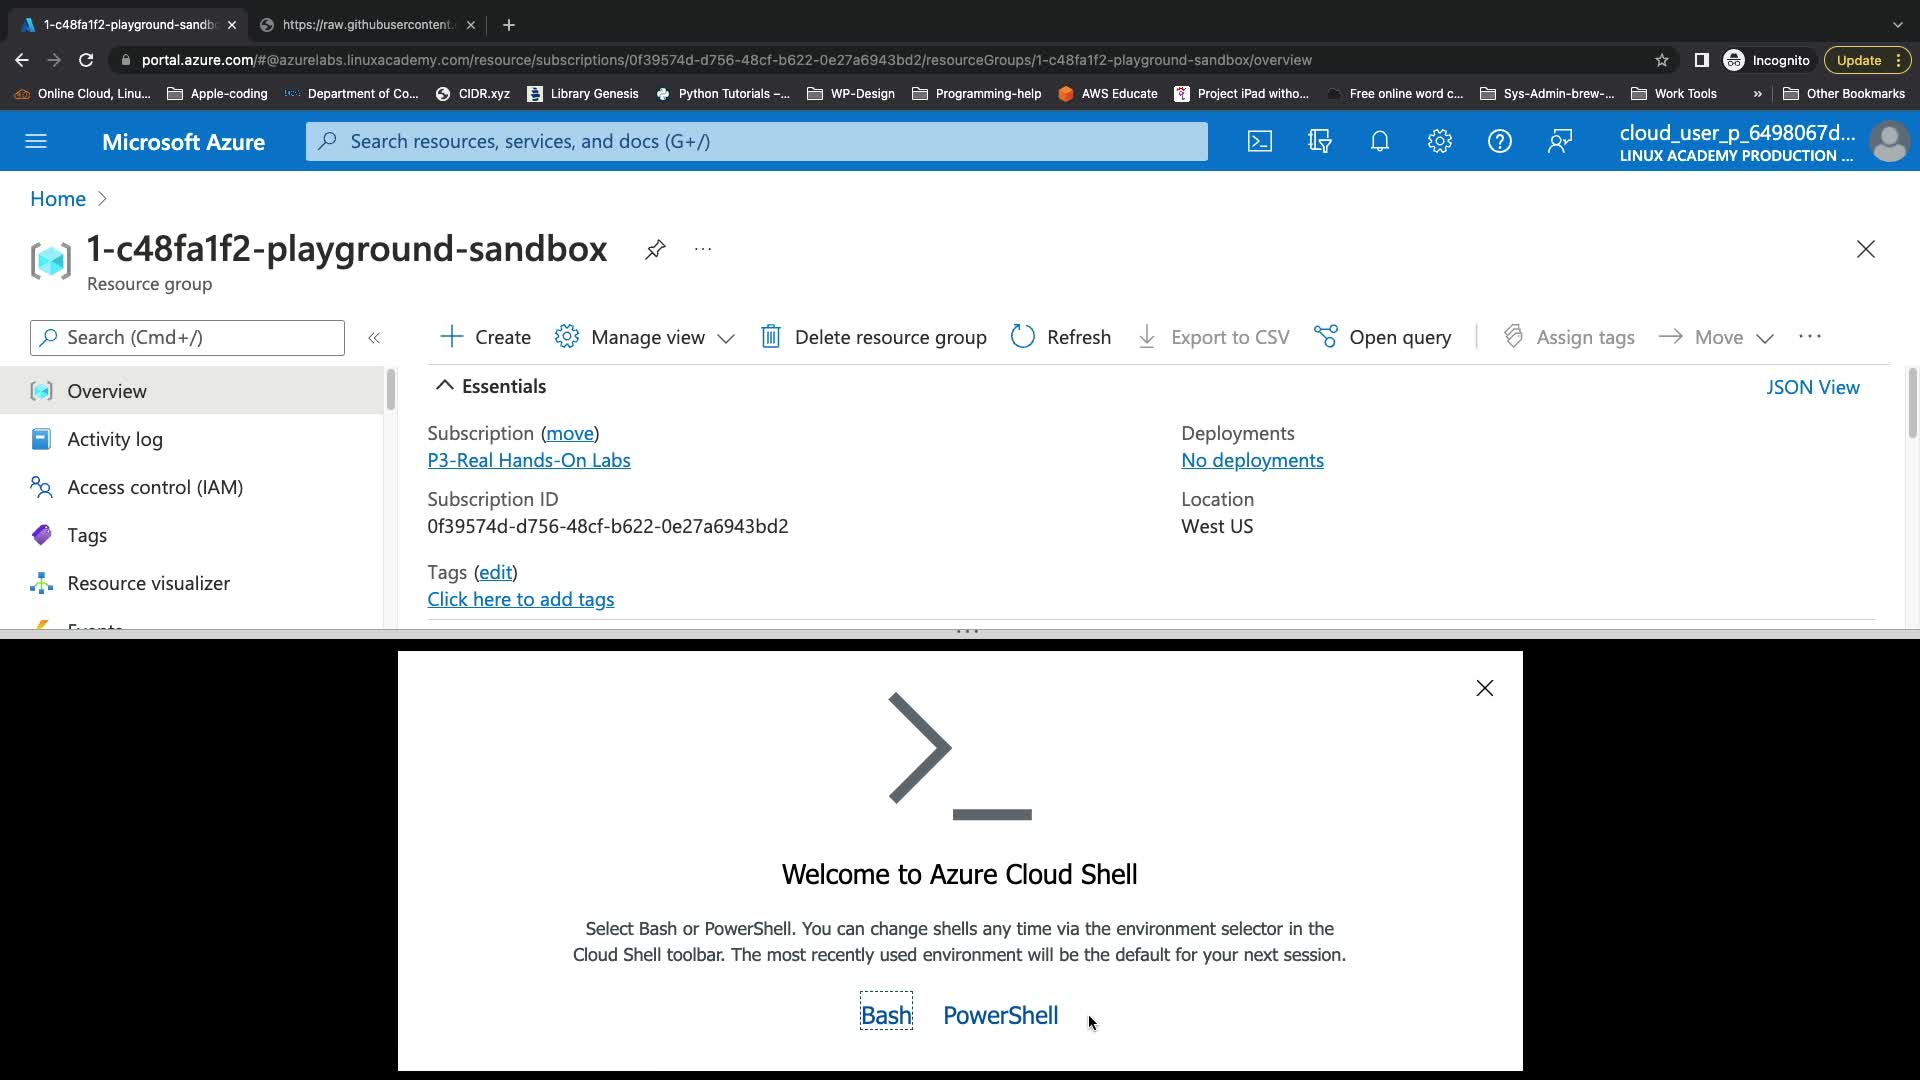 1-c48fa1f2-playground-sandb
https://raw.githubusercontent.
portal.azure.com/#@azurelabs.linuxacademy.com/resource/subscriptions/0f39574d-d756-48cf-b622-0e27a6943bd2/resourceGroups/1-c48fa1f2-playground-sandbox/overview
Incognito
Update
Online Cloud, Linu...
Apple-coding
Department of Co...
CIDR.xyz
Library Genesis
Python Tutorials –...
WP-Design
Programming-help
AWS Educate
Project iPad witho...
Free online word c...
Sys-Admin-brew-...
Work Tools
»
Other Bookmarks
Microsoft Azure
Search resources, services, and docs (G+/)
cloud_user_p_6498067d...
LINUX ACADEMY PRODUCTION ...
Home >
1-c48fa1f2-playground-sandbox
...
Resource group
Search (Cmd+/)
«
Create
Manage view
Delete resource group
Refresh
Export to CSV
Open query
Assign tags
Move
...
Overview
Activity log
Access control (IAM)
Tags
Resource visualizer
Events
Essentials
JSON View
Subscription (move)
P3-Real Hands-On Labs
Subscription ID
0f39574d-d756-48cf-b622-0e27a6943bd2
Tags (edit)
Click here to add tags
Deployments
No deployments
Location
West US
Welcome to Azure Cloud Shell
Select Bash or PowerShell. You can change shells any time via the environment selector in the
Cloud Shell toolbar. The most recently used environment will be the default for your next session.
Bash
PowerShell